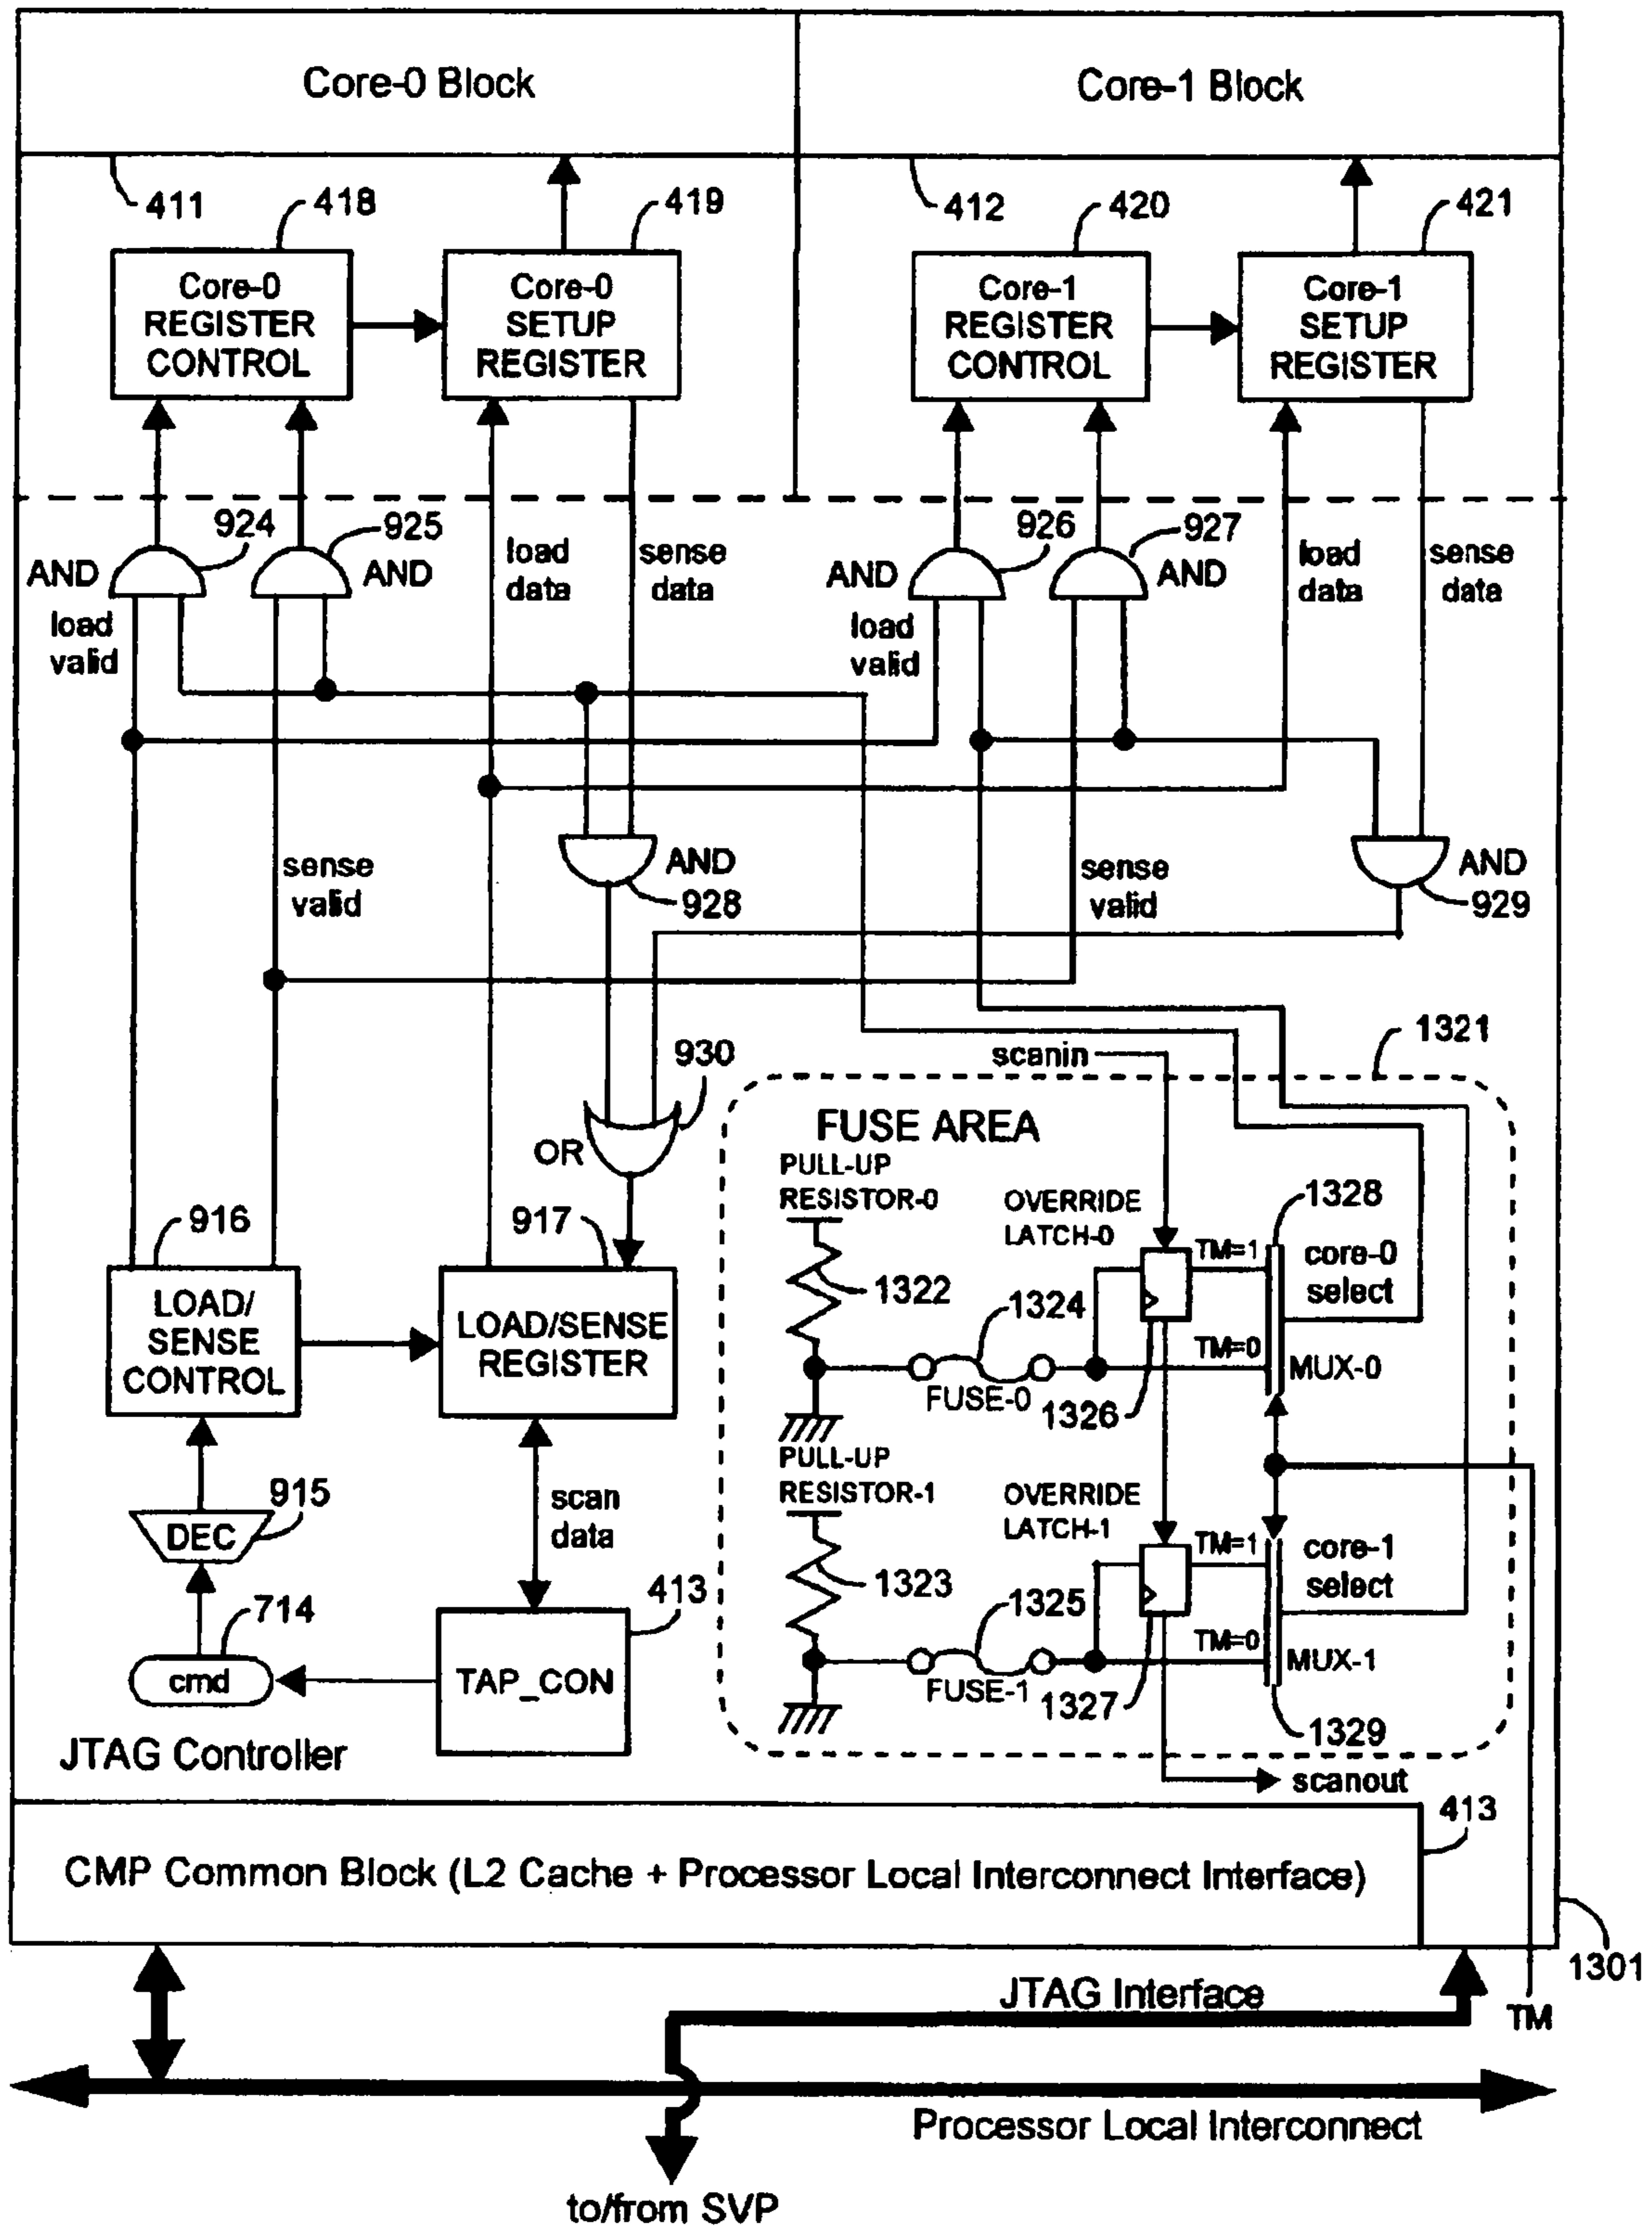 Core-0 Block
Core-1 Block
411
418
419
412
420
421
Core-0
REGISTER
CONTROL
Core-0
SETUP
REGISTER
Core-1
REGISTER
CONTROL
Core-1
SETUP
REGISTER
924
925
926
927
AND
AND
load
data
sense
data
AND
AND
load
data
sense
data
load
valid
load
valid
sense
valid
AND
928
sense
valid
AND
929
930
OR
scanin
1321
FUSE AREA
PULL-UP
RESISTOR-0
OVERRIDE
LATCH-0
1328
TM=1
core-0
select
1322
1324
TM=0
MUX-0
FUSE-0
1326
916
917
LOAD/
SENSE
CONTROL
LOAD/SENSE
REGISTER
PULL-UP
RESISTOR-1
OVERRIDE
LATCH-1
TM=1
core-1
select
1323
1325
TM=0
MUX-1
FUSE-1
1327
1329
915
DEC
scan
data
714
413
cmd
TAP_CON
JTAG Controller
scanout
413
CMP Common Block (L2 Cache + Processor Local Interconnect Interface)
1301
JTAG Interface
TM
Processor Local Interconnect
to/from SVP